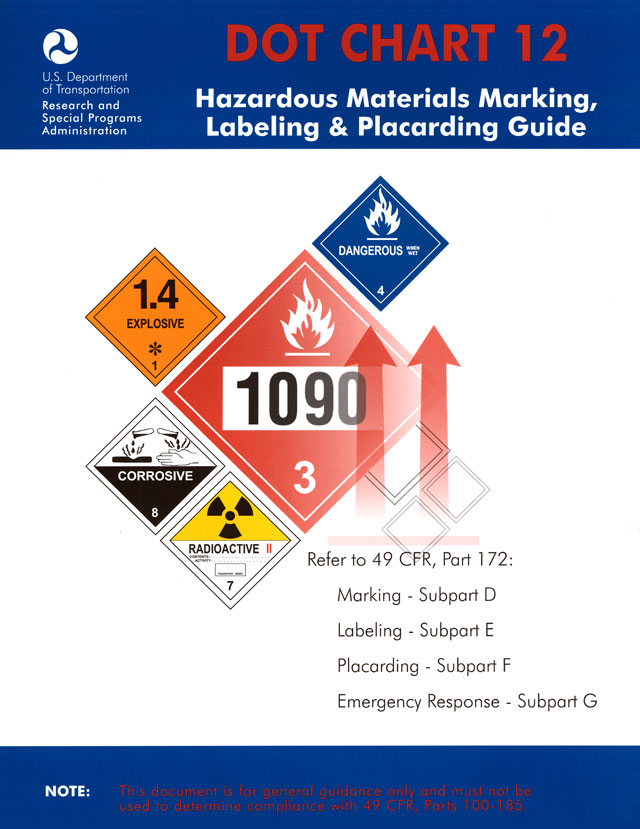 DOT CHART 12
U.S. Department
of Transportation
Research and
Special Programs
Administration
Hazardous Materials Marking,
Labeling & Placarding Guide
DANGEROUS WHEN WET
4
1.4
EXPLOSIVE
*
1
1090
3
CORROSIVE
8
RADIOACTIVE II
CONTENTS:
ACTIVITY:
TRANSPORT INDEX
7
Refer to 49 CFR, Part 172:
Marking - Subpart D
Labeling - Subpart E
Placarding - Subpart F
Emergency Response - Subpart G
NOTE: This document is for general guidance only and must not be
used to determine compliance with 49 CFR, Parts 100-185.